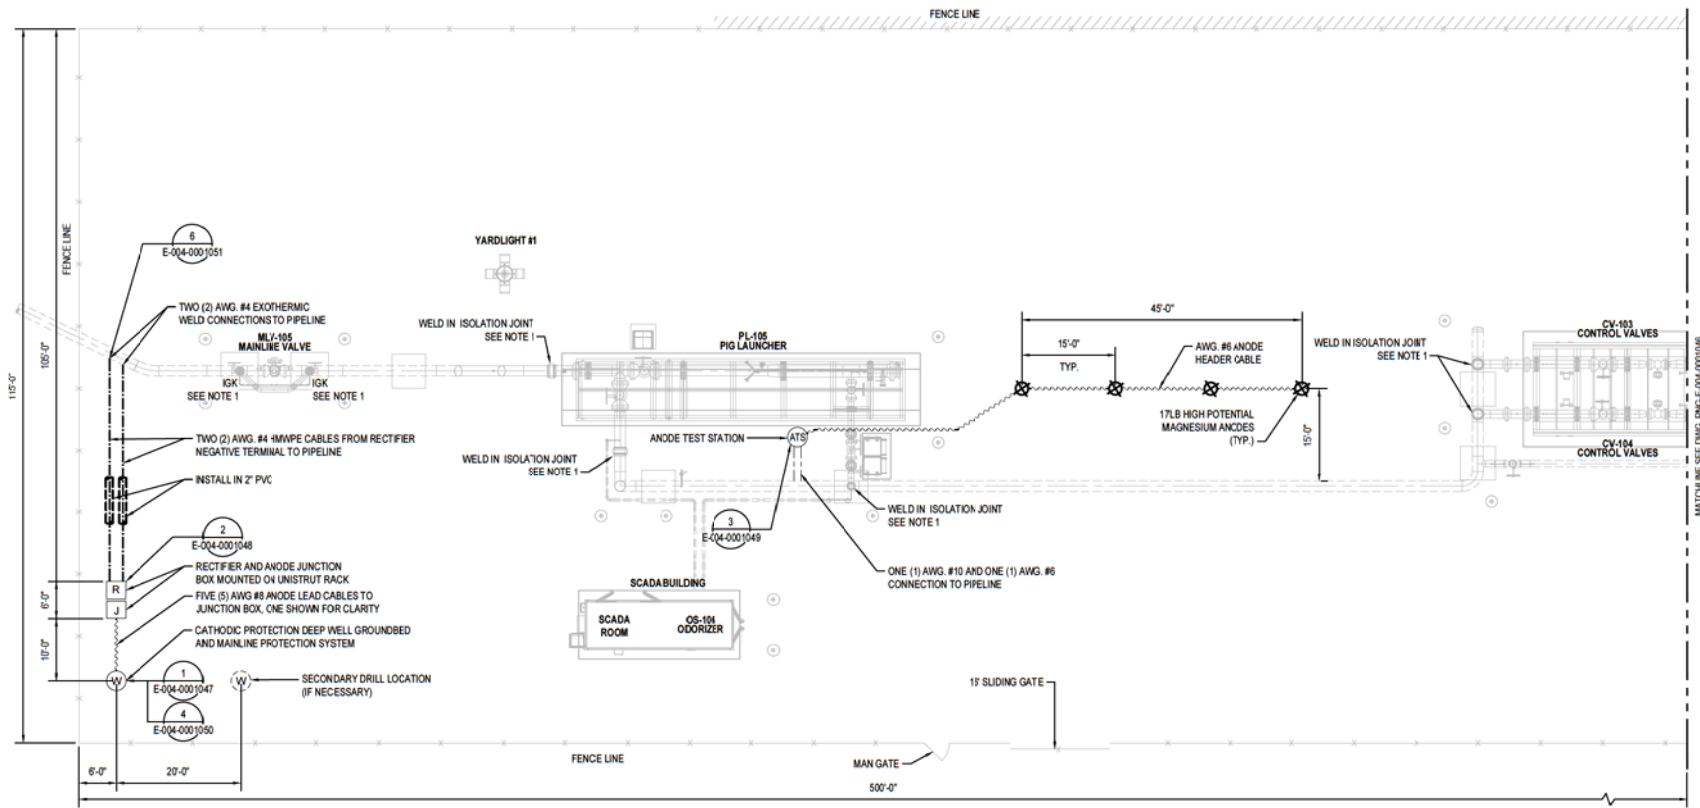 FENCE LINE
6
E-004-0001051
FENCE LINE
YARDLIGHT #1
TWO (2) AWG. #4 EXOTHERMIC
WELD CONNECTIONS TO PIPELINE
MLV-105
MAINLINE VALVE
IGK
SEE NOTE 1
IGK
SEE NOTE 1
WELD IN ISOLATION JOINT
SEE NOTE 1
PL-105
PIG LAUNCHER
45'-0"
15'-0"
TYP.
AWG. #6 ANODE
HEADER CABLE
WELD IN ISOLATION JOINT
SEE NOTE 1
CV-103
CONTROL VALVES
115'-0"
105'-0"
17LB HIGH POTENTIAL
MAGNESIUM ANODES
(TYP.)
15'-0"
CV-104
CONTROL VALVES
MATCHLINE SEE DWG. PNG-E-004-0001046
TWO (2) AWG. #4 HMWPE CABLES FROM RECTIFIER
NEGATIVE TERMINAL TO PIPELINE
ANODE TEST STATION
ATS
WELD IN ISOLATION JOINT
SEE NOTE 1
INSTALL IN 2" PVC
2
E-004-0001048
3
E-004-0001049
WELD IN ISOLATION JOINT
SEE NOTE 1
RECTIFIER AND ANODE JUNCTION
BOX MOUNTED ON UNISTRUT RACK
R
J
6'-0"
FIVE (5) AWG #8 ANODE LEAD CABLES TO
JUNCTION BOX, ONE SHOWN FOR CLARITY
ONE (1) AWG. #10 AND ONE (1) AWG. #6
CONNECTION TO PIPELINE
SCADA BUILDING
SCADA
ROOM
OS-104
ODORIZER
10'-0"
CATHODIC PROTECTION DEEP WELL GROUNDBED
AND MAINLINE PROTECTION SYSTEM
W
1
E-004-0001047
W
SECONDARY DRILL LOCATION
(IF NECESSARY)
4
E-004-0001050
15' SLIDING GATE
FENCE LINE
MAN GATE
6'-0"
20'-0"
500'-0"